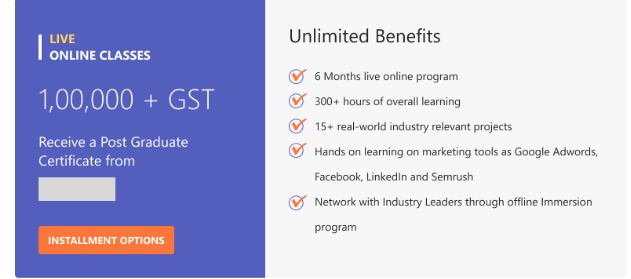 LIVE
ONLINE CLASSES
1,00,000 + GST
Receive a Post Graduate
Certificate from
INSTALLMENT OPTIONS
Unlimited Benefits
6 Months live online program
300+ hours of overall learning
15+ real-world industry relevant projects
Hands on learning on marketing tools as Google Adwords,
Facebook, LinkedIn and Semrush
Network with Industry Leaders through offline Immersion
program